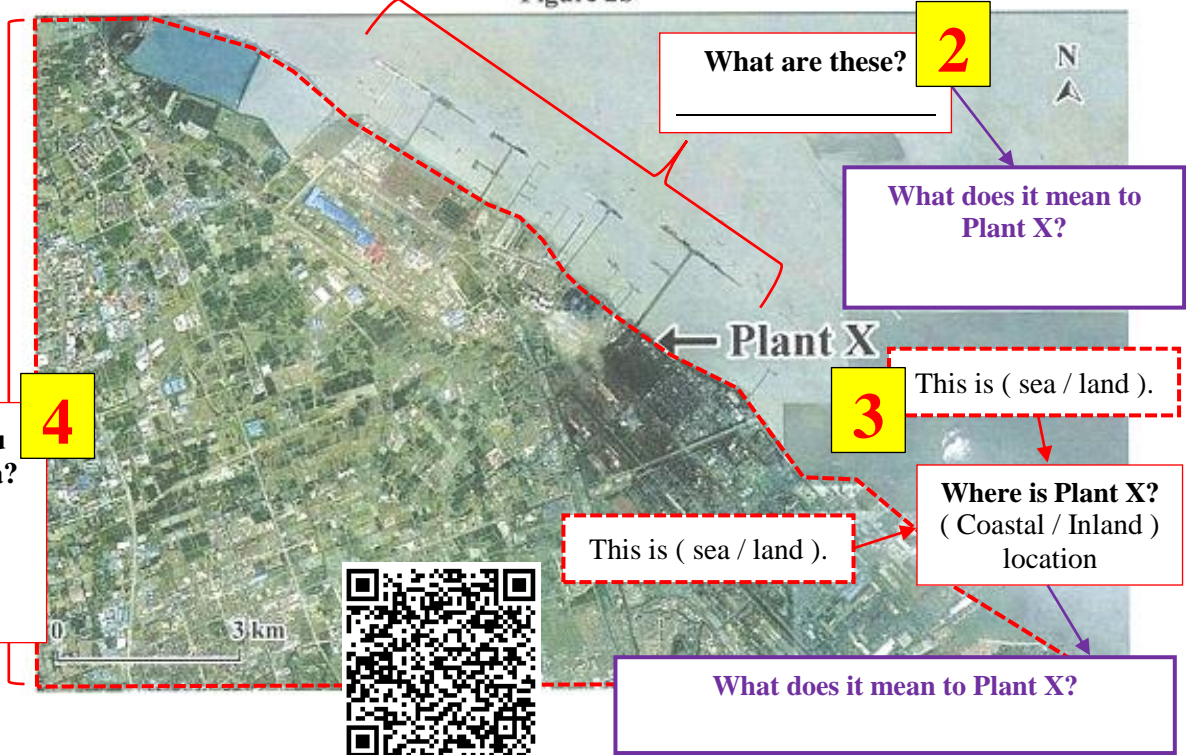 What are these?
2
N
What does it mean to
Plant X?
Plant X
This is ( sea / land ).
3
4
Where is Plant X?
( Coastal / Inland )
location
This is ( sea / land ).
0
3 km
What does it mean to Plant X?